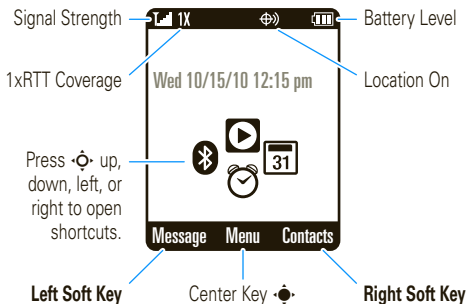 Signal Strength
1X
Battery Level
1xRTT Coverage
Wed 10/15/10 12:15 pm
Location On
31
Press up,
down, left, or
right to open
shortcuts.
Message Menu Contacts
Left Soft Key
Center Key
Right Soft Key